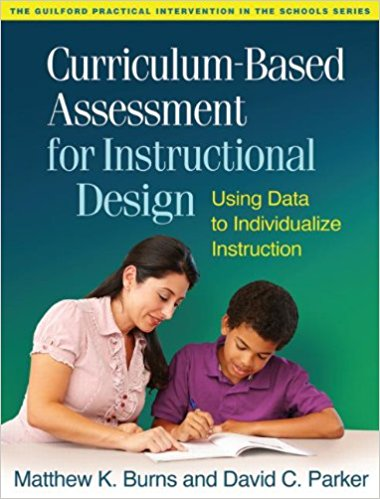 THE GUILFORD PRACTICAL INTERVENTION IN THE SCHOOLS SERIES
Curriculum-Based
Assessment
for Instructional
Design
Using Data
to Individualize
Instruction
Matthew K. Burns and David C. Parker